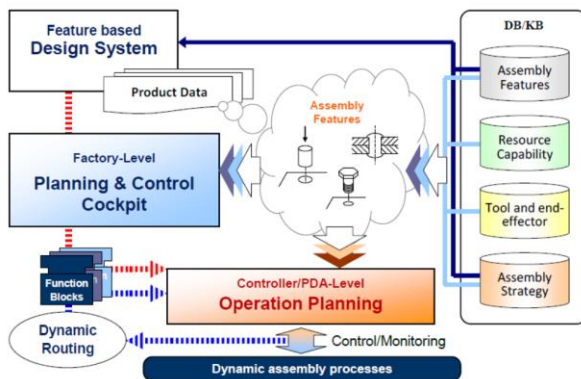 Feature based
Design System
Product Data
Assembly
Features
Factory-Level
Planning & Control
Cockpit
Function
Blocks
Controller/PDA-Level
Operation Planning
Dynamic
Routing
Control/Monitoring
Dynamic assembly processes
DB/KB
Assembly
Features
Resource
Capability
Tool and end-
effector
Assembly
Strategy